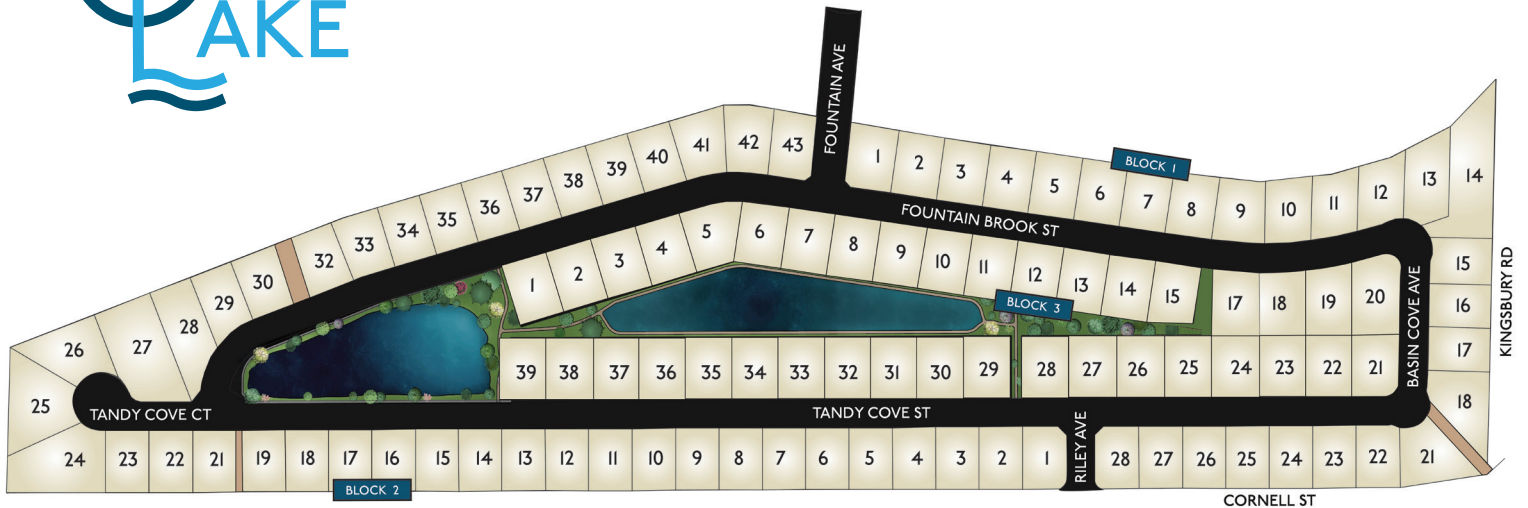 LAKE
FOUNTAIN AVE
41 42 43
40
39
38
37
36
35
34
33
32
30
29
28
27
26
25
24
1 2 3 4 5 6 7 8 9 10 11 12 13 14
BLOCK 1
FOUNTAIN BROOK ST
15
16
17
18
KINGSBURY RD
BASIN COVE AVE
1 2 3 4 5 6 7 8 9 10 11 12 13 14 15
BLOCK 3
17 18 19 20
39 38 37 36 35 34 33 32 31 30 29 28 27 26 25 24 23 22 21
TANDY COVE CT
TANDY COVE ST
RILEY AVE
23 22 21 19 18 17 16 15 14 13 12 11 10 9 8 7 6 5 4 3 2 1
28 27 26 25 24 23 22 21
BLOCK 2
CORNELL ST